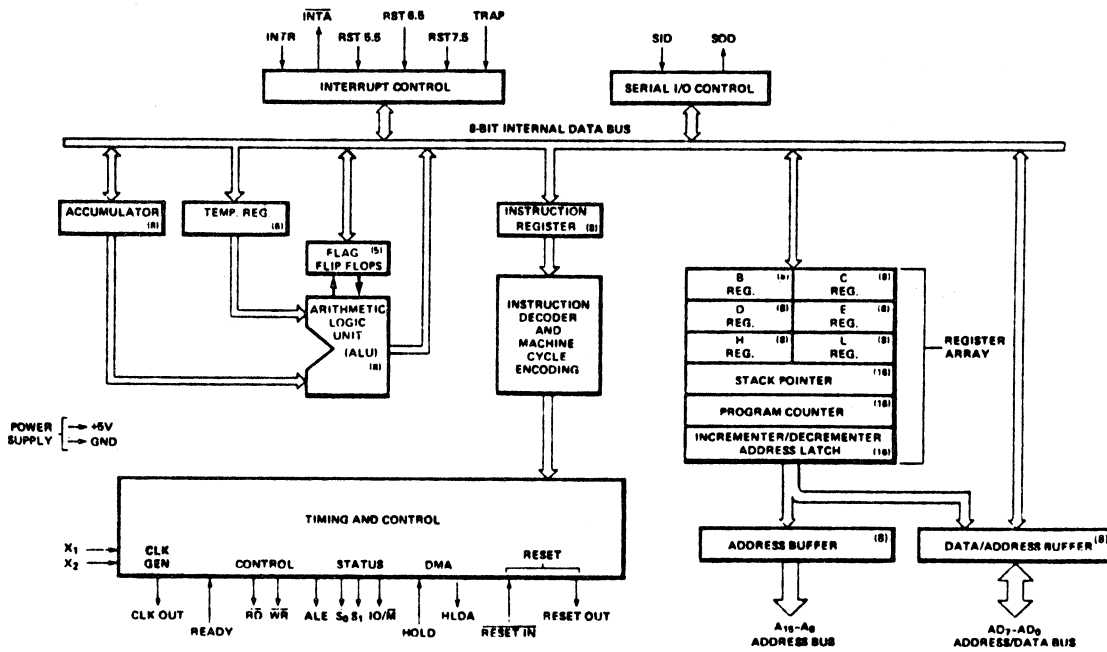 INTR
INTA
RST 5.5
RST 6.5
RST 7.5
TRAP
SID
SOD
INTERRUPT CONTROL
SERIAL I/O CONTROL
8-BIT INTERNAL DATA BUS
ACCUMULATOR
(8)
TEMP. REG.
(8)
FLAG (5)
FLIP FLOPS
INSTRUCTION
REGISTER (8)
ARITHMETIC
LOGIC
UNIT
(ALU)
(8)
INSTRUCTION
DECODER
AND
MACHINE
CYCLE
ENCODING
B (8)
REG.
C (8)
REG.
D (8)
REG.
E (8)
REG.
H (8)
REG.
L (8)
REG.
STACK POINTER (16)
PROGRAM COUNTER (16)
INCREMENTER/DECREMENTER
ADDRESS LATCH (16)
REGISTER
ARRAY
POWER
SUPPLY
+5V
GND
TIMING AND CONTROL
X1
X2
CLK
GEN
CONTROL
STATUS
DMA
RESET
CLK OUT
READY
RD
WR
ALE
S0
S1
IO/M
HOLD
HLDA
RESET IN
RESET OUT
ADDRESS BUFFER (8)
DATA/ADDRESS BUFFER (8)
A15-A8
ADDRESS BUS
AD7-AD0
ADDRESS/DATA BUS